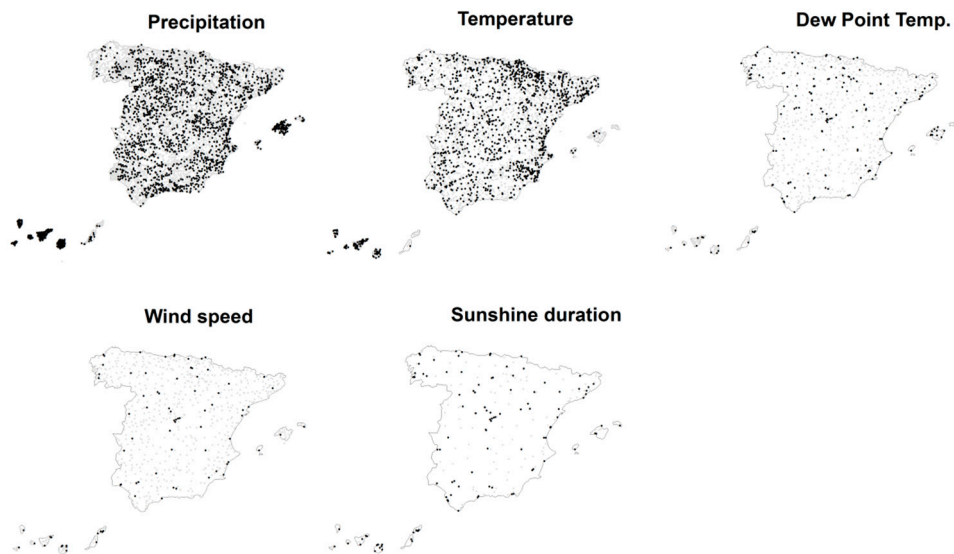 Precipitation
Temperature
Dew Point Temp.
Wind speed
Sunshine duration